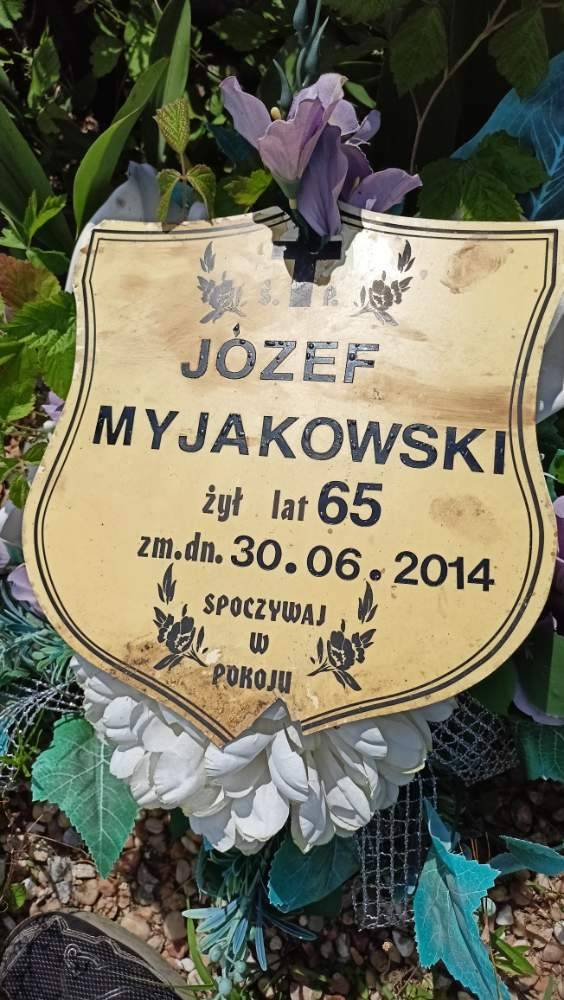 Ś. P.
JÓZEF
MYJAKOWSKI
żył lat 65
zm.dn. 30.06.2014
SPOCZYWAJ
W
POKOJU